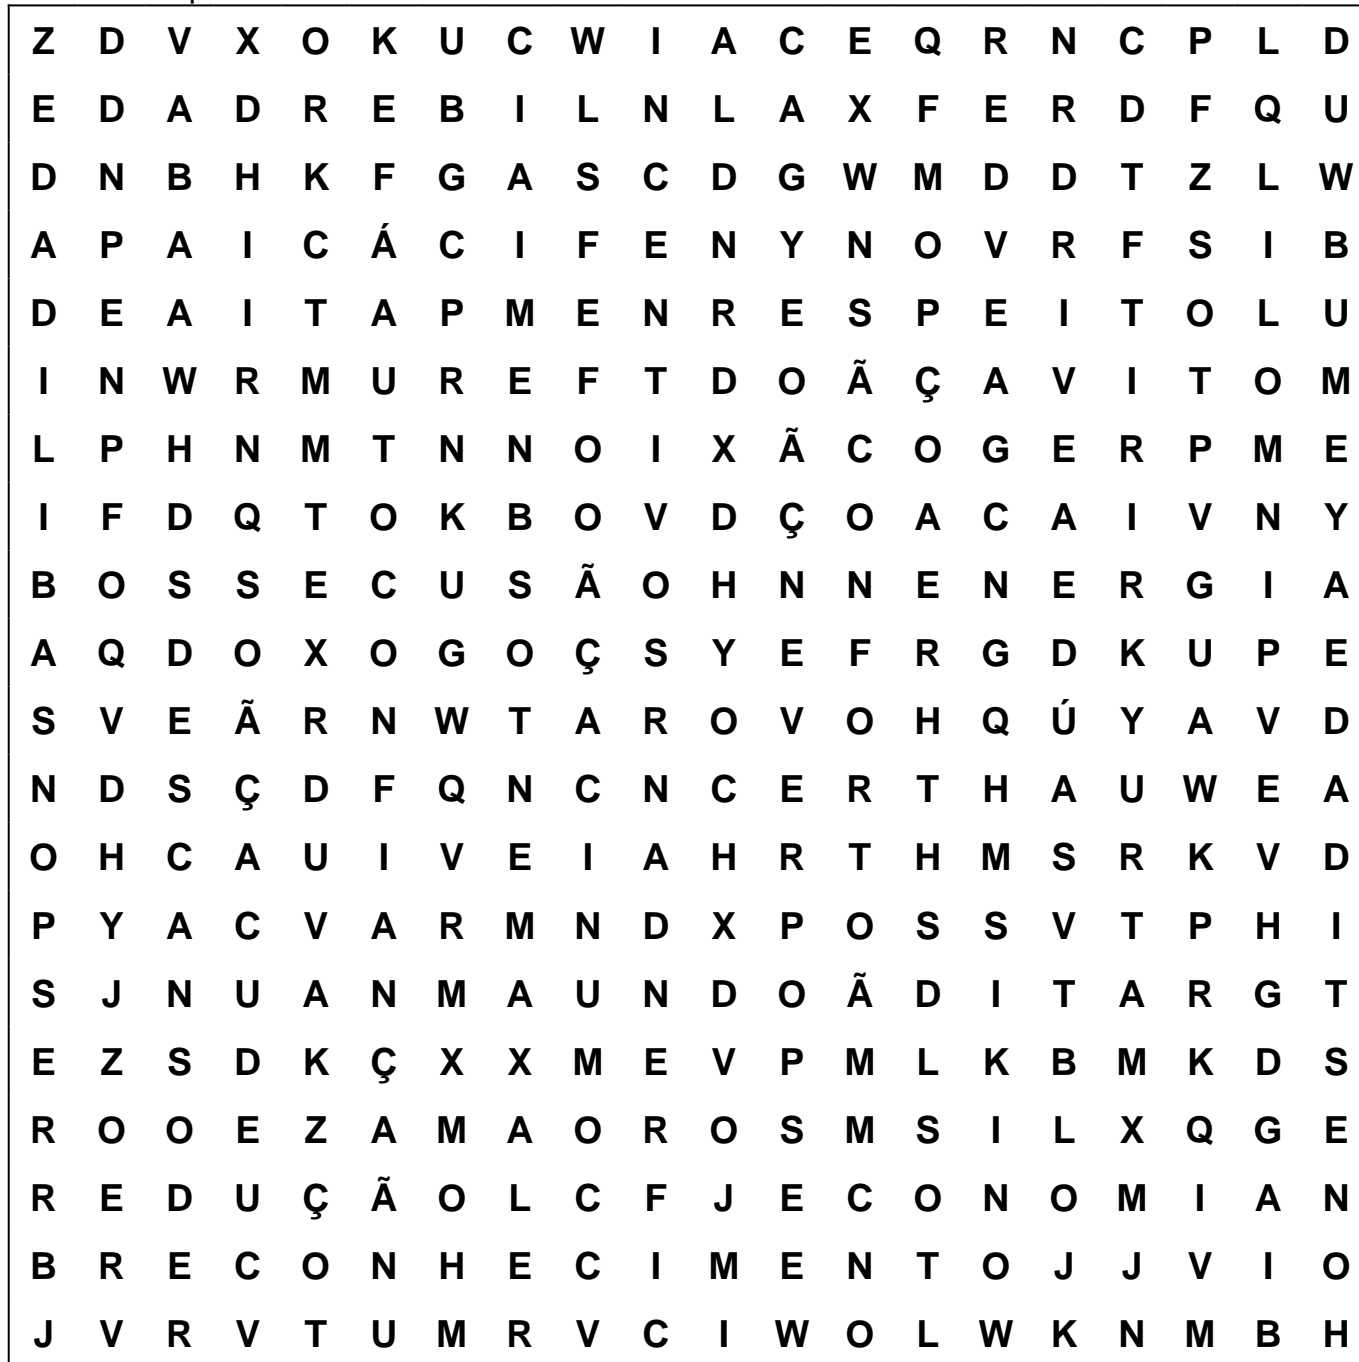 Z D V X O K U C W I A C E Q R N C P L D
E D A D R E B I L N L A X F E R D F Q U
D N B H K F G A S C D G W M D D T Z L W
A P A I C Á C I F E N Y N O V R F S I B
D E A I T A P M E N R E S P E I T O L U
I N W R M U R E F T D O Ã Ç A V I T O M
L P H N M T N N O I X Ã C O G E R P M E
I F D Q T O K B O V D Ç O A C A I V N Y
B O S S E C U S Ã O H N N E N E R G I A
A Q D O X O G O Ç S Y E F R G D K U P E
S V E Ã R N W T A R O V O H Q Ú Y A V D
N D S Ç D F Q N C N C E R T H A U W E A
O H C A U I V E I A H R T H M S R K V D
P Y A C V A R M N D X P O S S V T P H I
S J N U A N M A U N D O Ã D I T A R G T
E Z S D K Ç X X M E V P M L K B M K D S
R O O E Z A M A O R O S M S I L X Q G E
R E D U Ç Ã O L C F J E C O N O M I A N
B R E C O N H E C I M E N T O J J V I O
J V R V T U M R V C I W O L W K N M B H